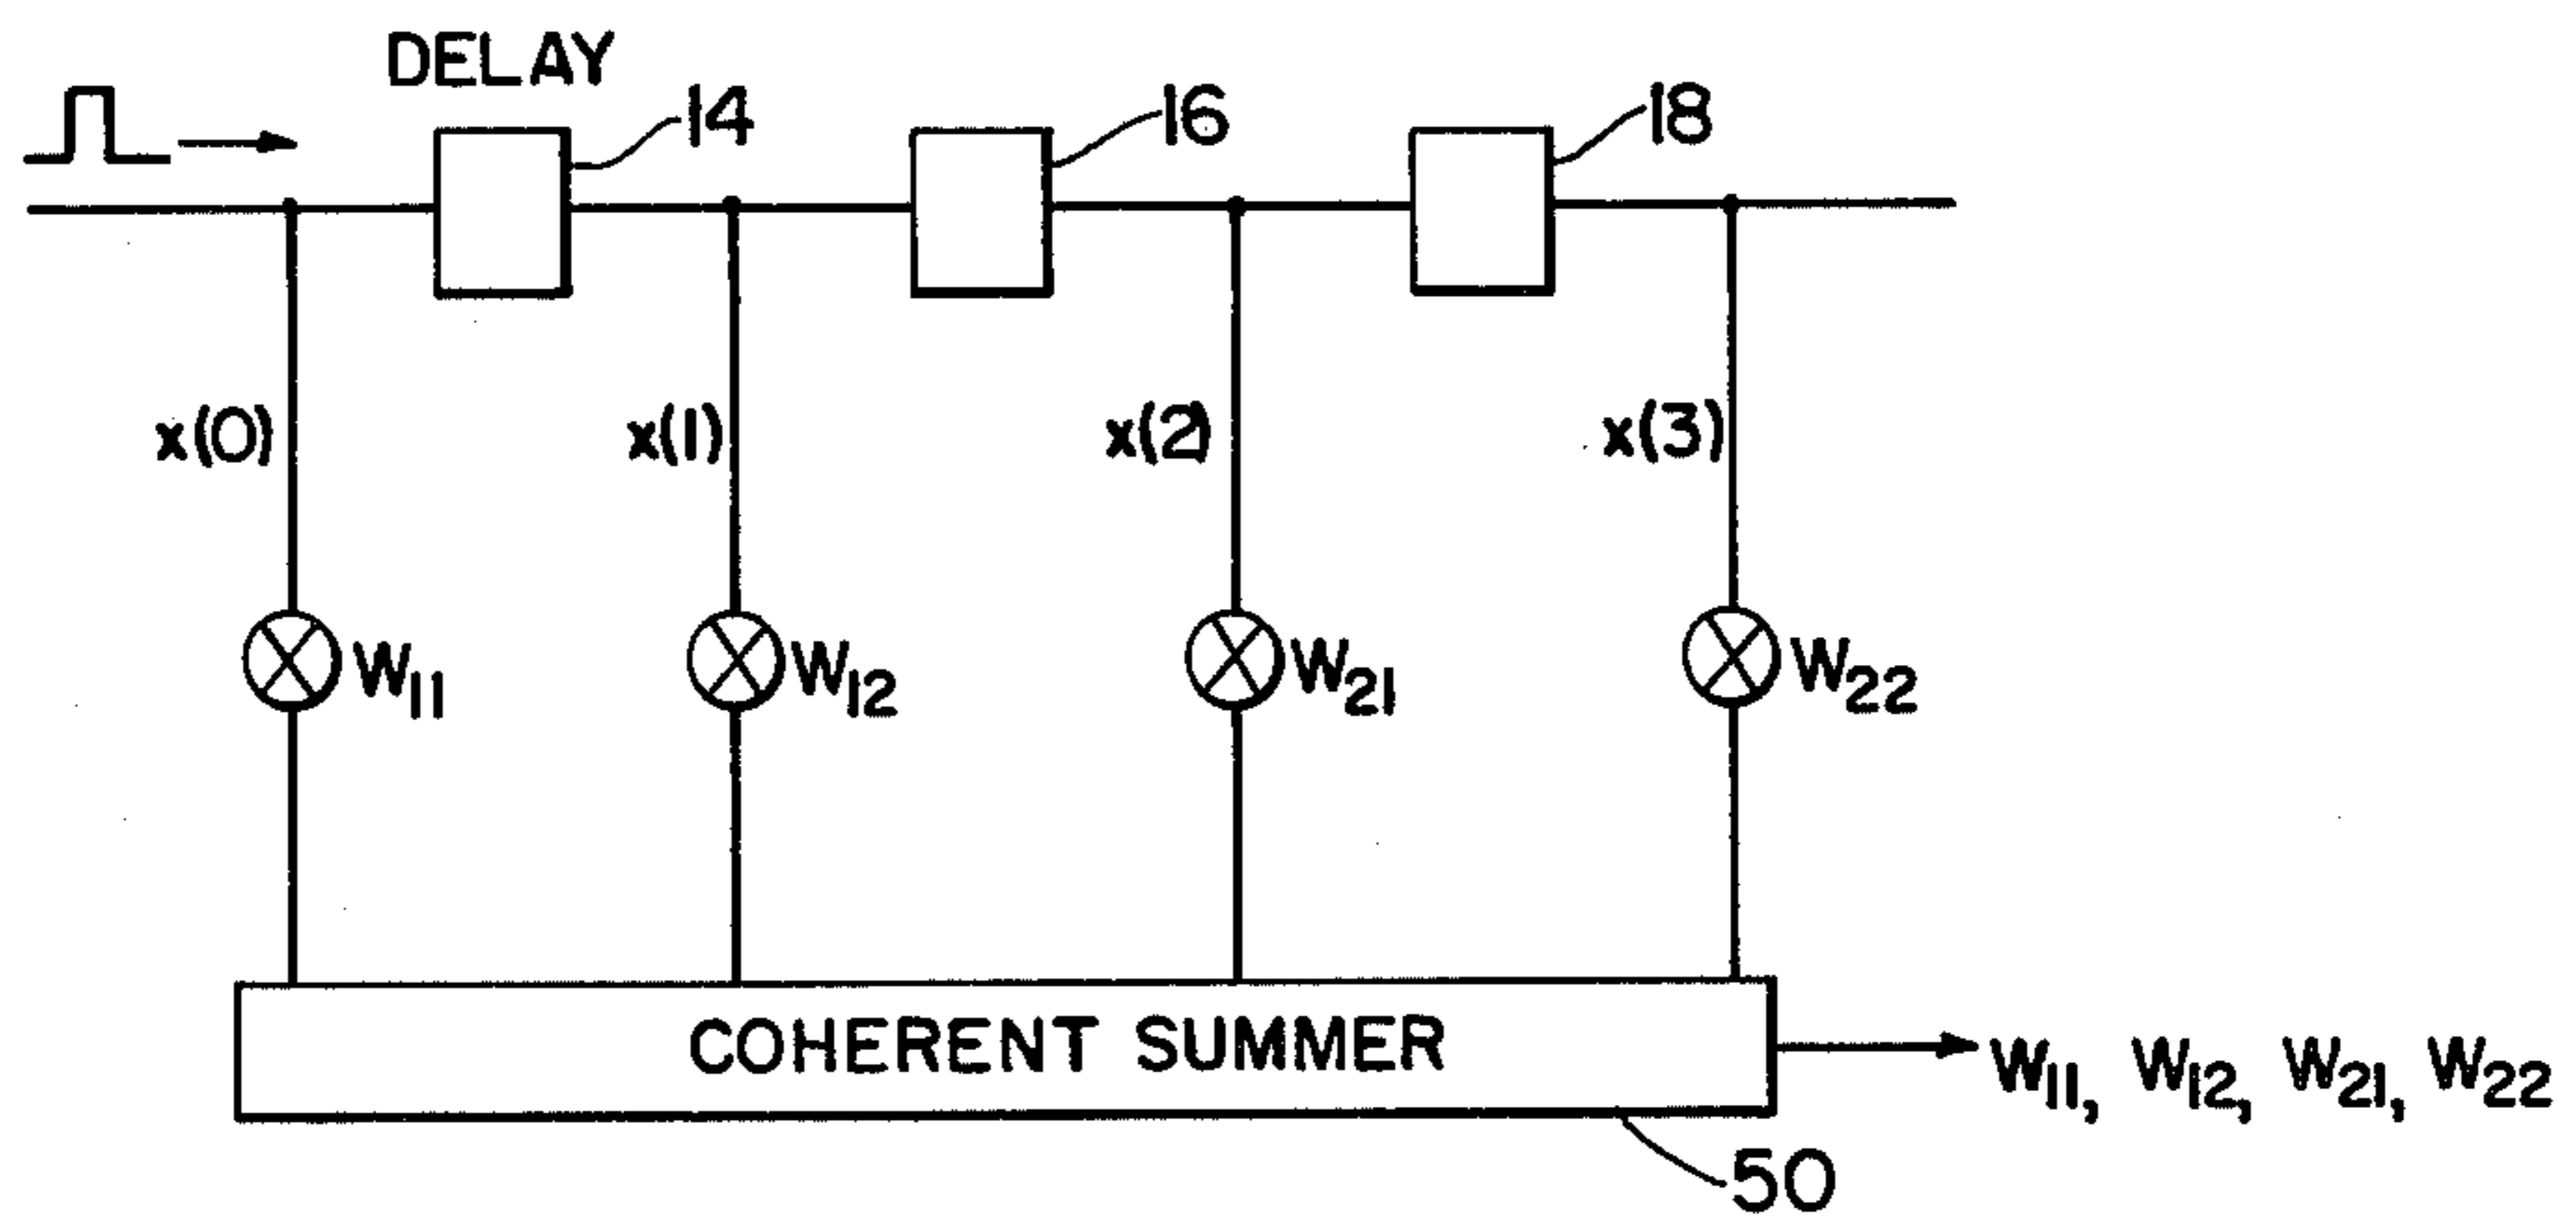 DELAY
14
16
18
x(0)
x(1)
x(2)
x(3)
W11
W12
W21
W22
COHERENT SUMMER
W11, W12, W21, W22
50